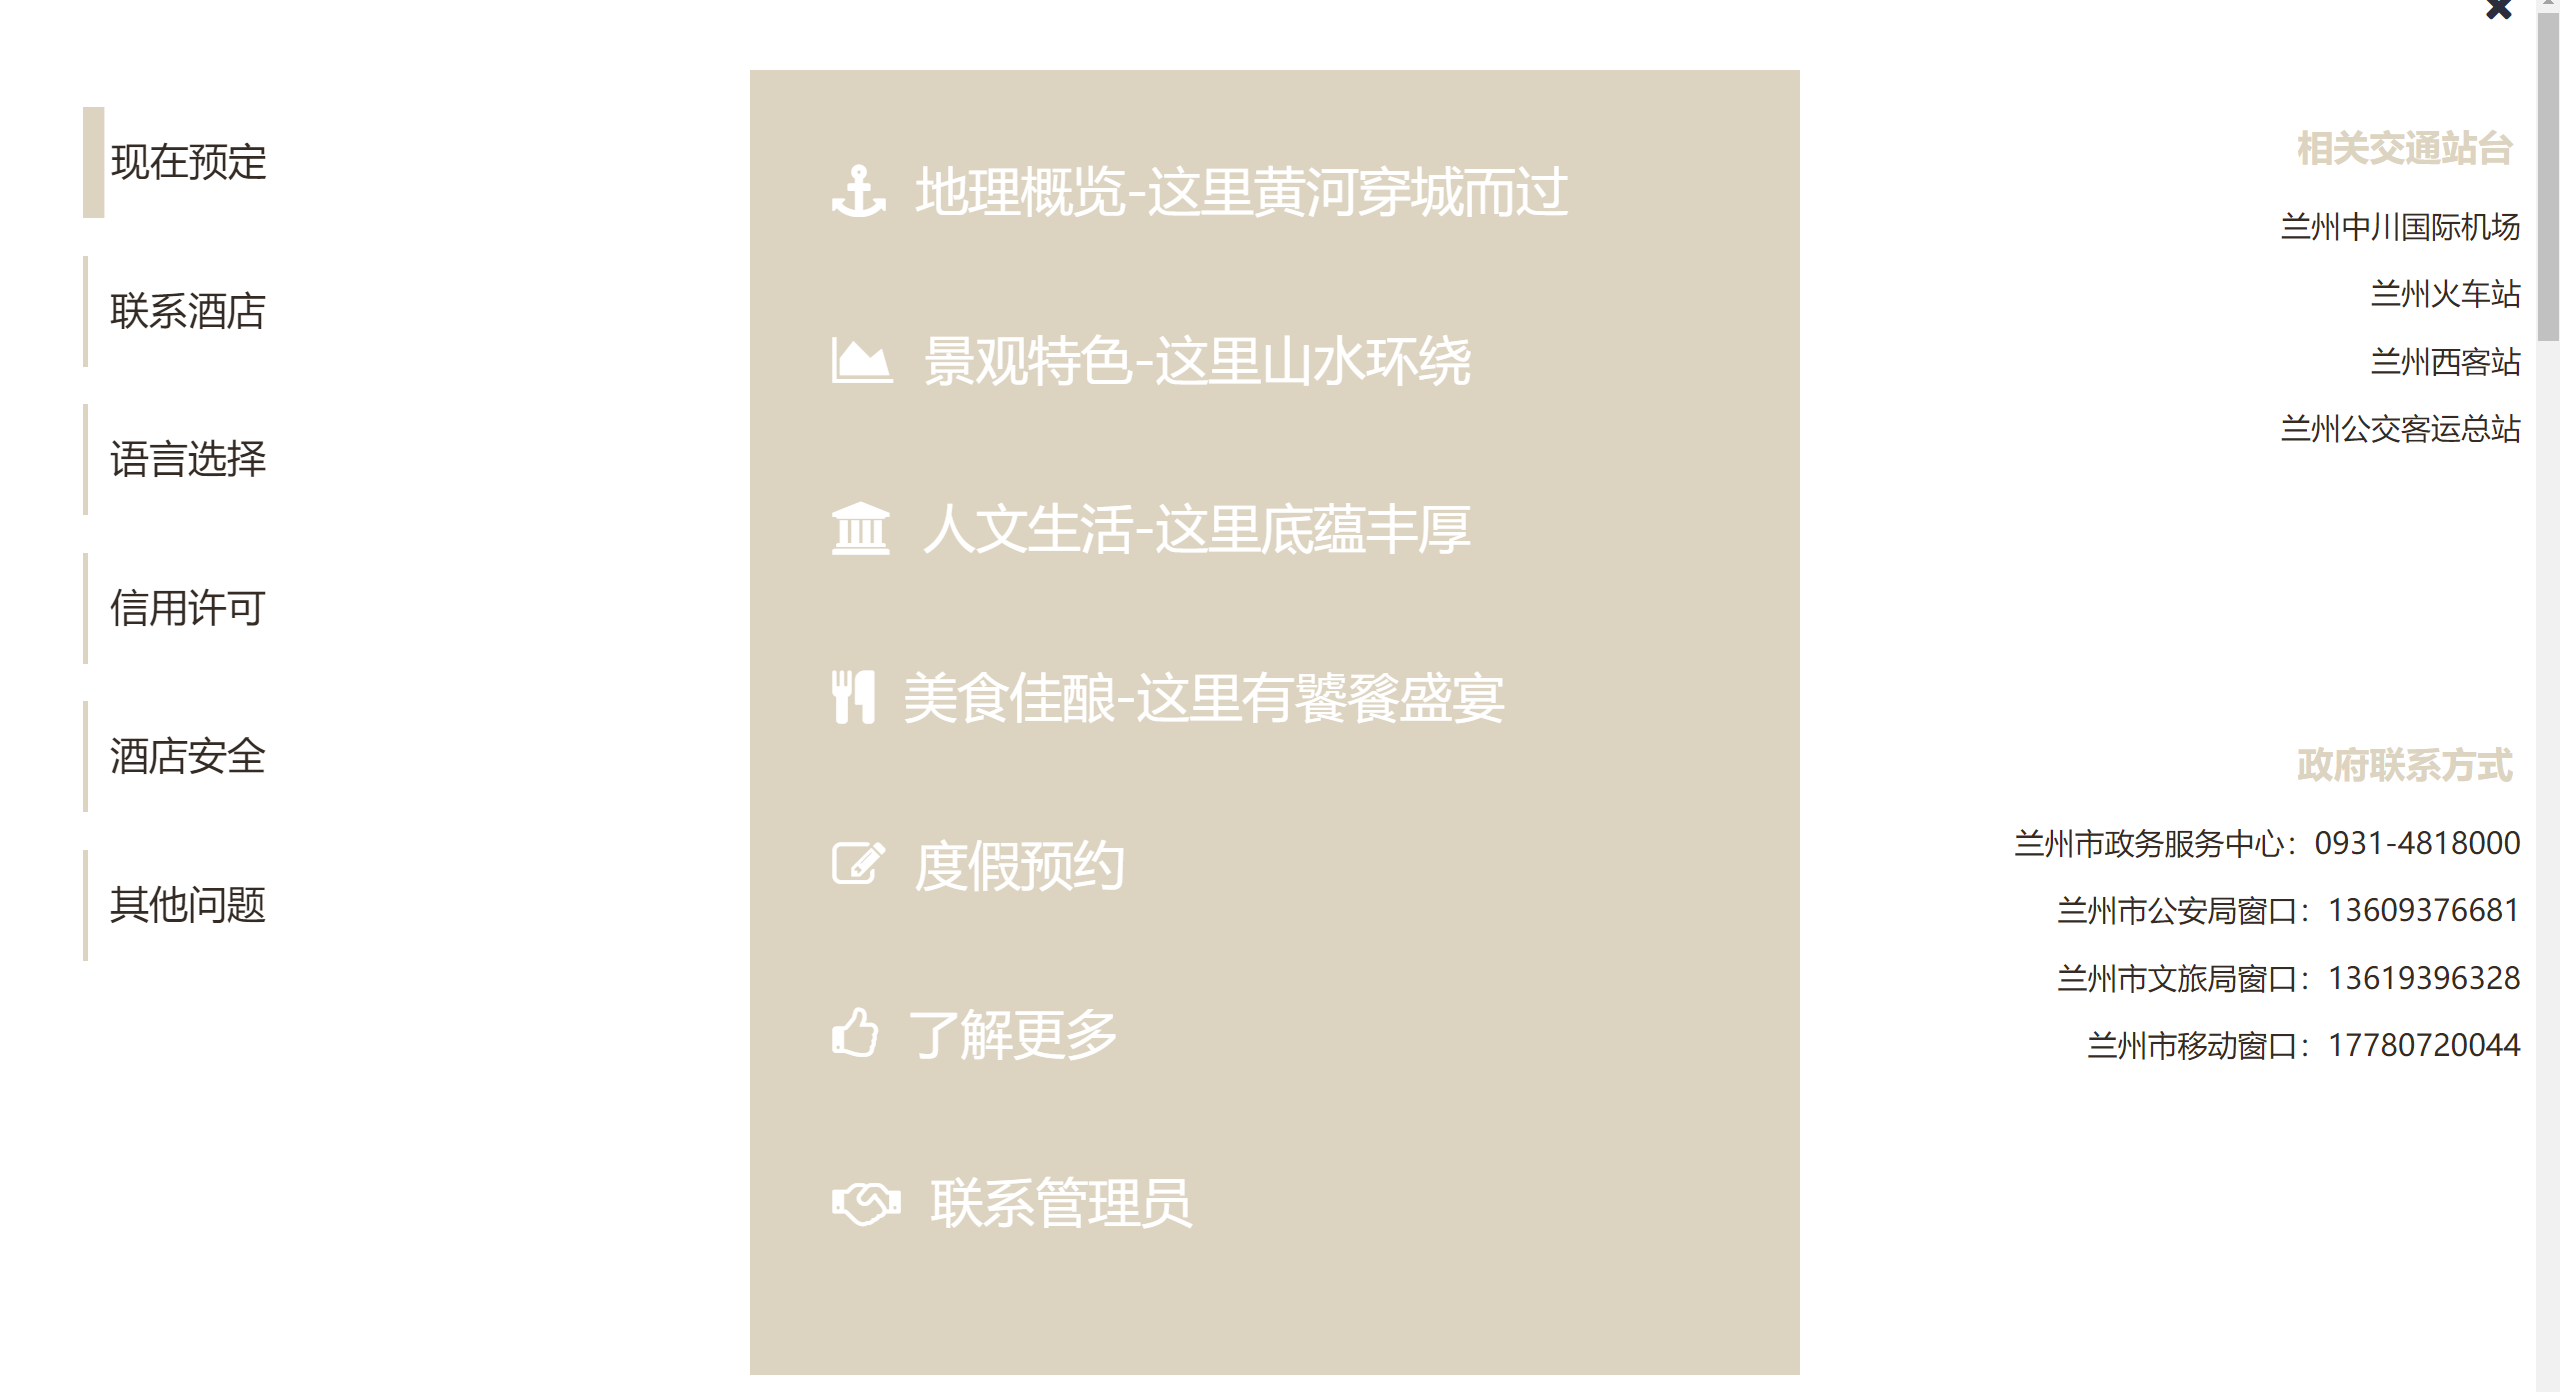 现在预定
联系酒店
语言选择
信用许可
酒店安全
其他问题
地理概览-这里黄河穿城而过
景观特色-这里山水环绕
人文生活-这里底蕴丰厚
美食佳酿-这里有饕餮盛宴
度假预约
了解更多
联系管理员
相关交通站台
兰州中川国际机场
兰州火车站
兰州西客站
兰州公交客运总站
政府联系方式
兰州市政务服务中心：0931-4818000
兰州市公安局窗口：13609376681
兰州市文旅局窗口：13619396328
兰州市移动窗口：17780720044